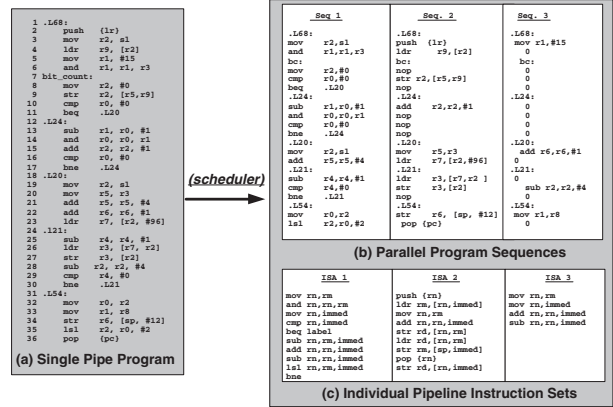 1 .L68:
2 push {lr}
3 mov r2, sl
4 ldr r9, [r2]
5 mov r1, #15
6 and r1, r1, r3
7 bit_count:
8 mov r2, #0
9 str r2, [r5,r9]
10 cmp r0, #0
11 beq .L20
12 .L24:
13 sub r1, r0, #1
14 and r0, r0, r1
15 add r2, r2, #1
16 cmp r0, #0
17 bne .L24
18 .L20:
19 mov r2, sl
20 mov r5, r3
21 add r5, r5, #4
22 add r6, r6, #1
23 ldr r7, [r2, #96]
24 .l21:
25 sub r4, r4, #1
26 ldr r3, [r7, r2]
27 str r3, [r2]
28 sub r2, r2, #4
29 cmp r4, #0
30 bne .L21
31 .L54:
32 mov r0, r2
33 mov r1, r8
34 str r6, [sp, #12]
35 lsl r2, r0, #2
36 pop {pc}
(a) Single Pipe Program
(scheduler)
Seq 1 Seq. 2 Seq. 3
.L68: .L68: .L68:
mov r2,sl push {lr} mov r1,#15
and r1,r1,r3 ldr r9,[r2] 0
bc: bc: bc:
mov r2,#0 nop 0
cmp r0,#0 str r2,[r5,r9] 0
beq .L20 nop 0
.L24: .L24: .L24:
sub r1,r0,#1 add r2,r2,#1 0
and r0,r0,r1 nop 0
cmp r0,#0 nop 0
bne .L24 nop 0
.L20: .L20: .L20:
mov r2,sl mov r5,r3 add r6,r6,#1
add r5,r5,#4 ldr r7,[r2,#96] 0
.L21: .L21: .L21:
sub r4,r4,#1 ldr r3,[r7,r2 ] 0
cmp r4,#0 str r3,[r2] sub r2,r2,#4
bne .L21 nop 0
.L54: .L54: .L54:
mov r0,r2 str r6, [sp, #12] mov r1,r8
lsl r2,r0,#2 pop {pc} 0
(b) Parallel Program Sequences
ISA 1 ISA 2 ISA 3
mov rn,rm push {rn} mov rn,rm
and rn,rn,rm ldr rm,[rn,immed] mov rn,immed
mov rn,immed mov rn,rm add rn,rn,immed
cmp rn,immed add rn,rn,immed sub rn,rn,immed
beq label str rd,[rn,rm]
sub rn,rm,immed ldr rd,[rn,rm]
add rn,rn,immed str rm,[sp,immed]
sub rn,rn,immed pop {rn}
lsl rn,rm,immed str rd,[rn,rm]
bne
(c) Individual Pipeline Instruction Sets